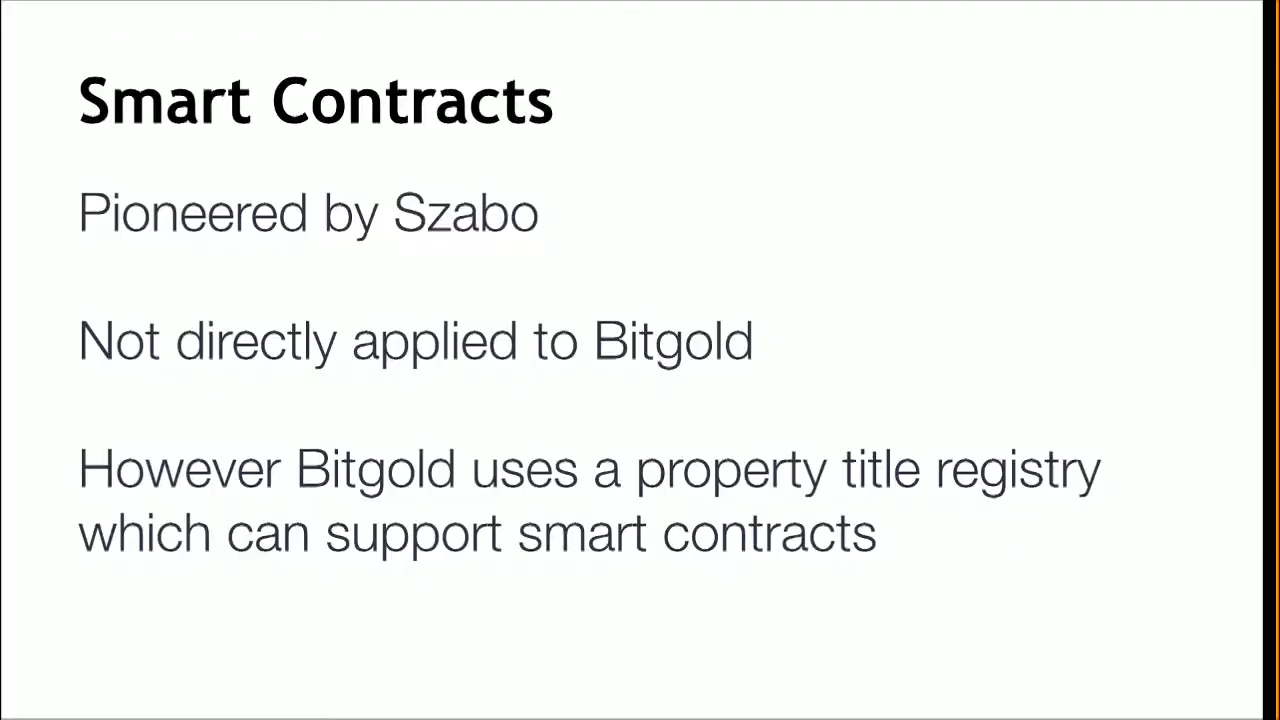 Smart Contracts
Pioneered by Szabo
Not directly applied to Bitgold
However Bitgold uses a property title registry
which can support smart contracts